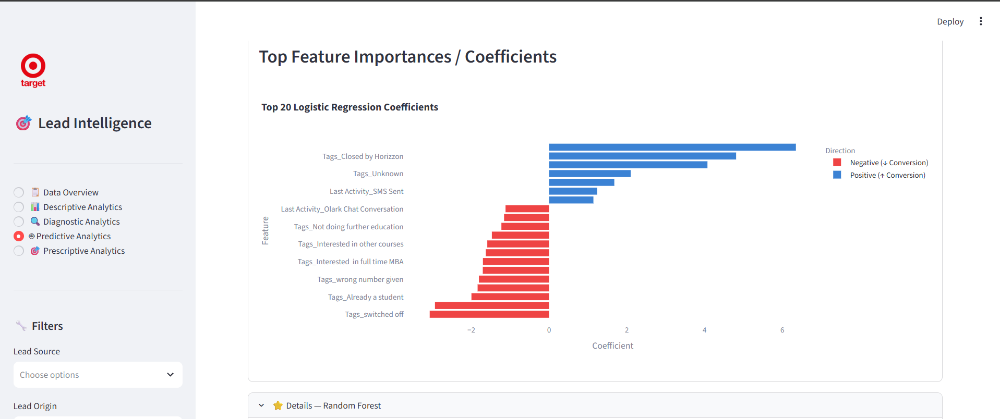 Deploy
target
Lead Intelligence
Data Overview
Descriptive Analytics
Diagnostic Analytics
Predictive Analytics
Prescriptive Analytics
Filters
Lead Source
Choose options
Lead Origin
Top Feature Importances / Coefficients
Top 20 Logistic Regression Coefficients
Tags_Closed by Horizzon
Tags_Unknown
Last Activity_SMS Sent
Last Activity_Olark Chat Conversation
Tags_Not doing further education
Tags_Interested in other courses
Tags_Interested  in full time MBA
Tags_wrong number given
Tags_Already a student
Tags_switched off
Feature
−2 0 2 4 6
Coefficient
Direction
Negative (↓ Conversion)
Positive (↑ Conversion)
Details — Random Forest